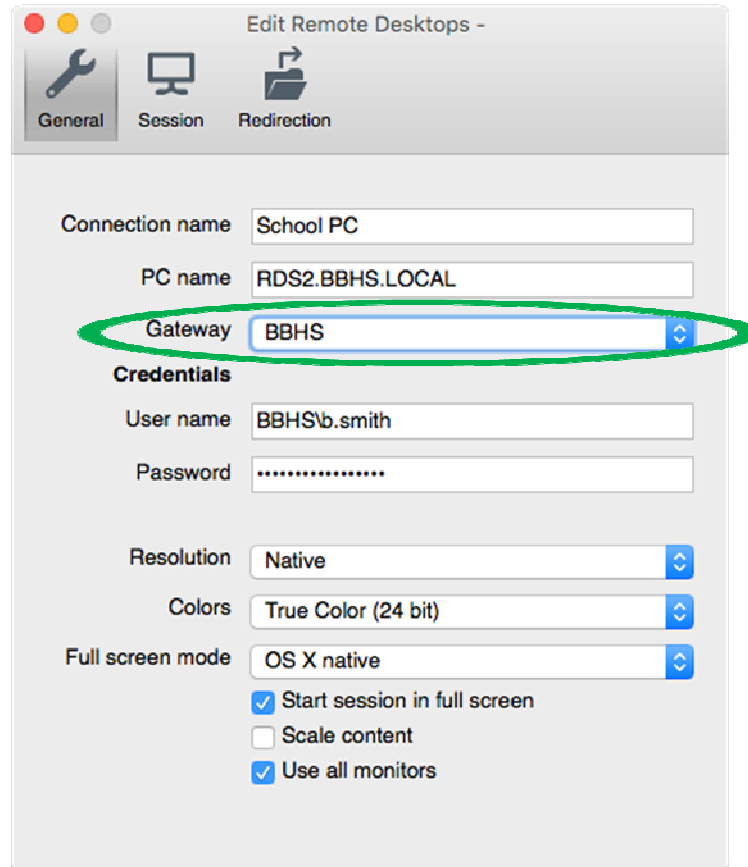 Edit Remote Desktops -
General Session Redirection
Connection name School PC
PC name RDS2.BBHS.LOCAL
Gateway BBHS
Credentials
User name BBHS\b.smith
Password •••••••••••••••••
Resolution Native
Colors True Color (24 bit)
Full screen mode OS X native
Start session in full screen
Scale content
Use all monitors